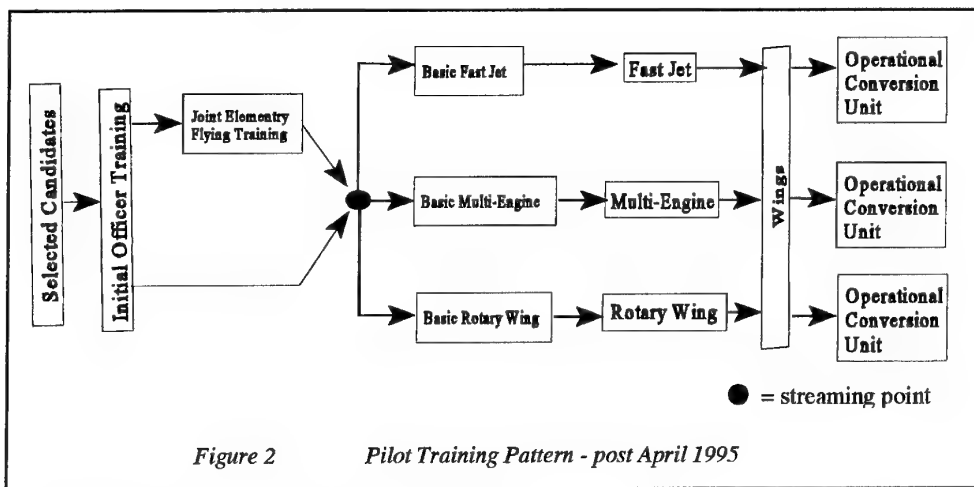 Selected Candidates
Initial Officer Training
Joint Elementry
Flying Training
Basic Fast Jet
Fast Jet
Basic Multi-Engine
Multi-Engine
Basic Rotary Wing
Rotary Wing
Wings
Operational
Conversion
Unit
Operational
Conversion
Unit
Operational
Conversion
Unit
= streaming point
Figure 2 Pilot Training Pattern - post April 1995